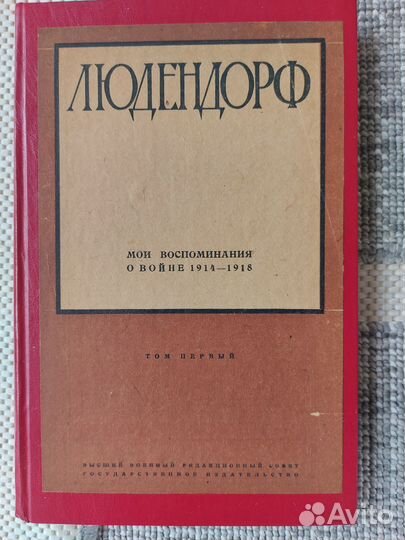 ЛЮДЕНДОРФ
МОИ ВОСПОМИНАНИЯ
О ВОЙНЕ 1914—1918
ТОМ ПЕРВЫЙ
ВЫСШИЙ ВОЕННЫЙ РЕДАКЦИОННЫЙ СОВЕТ
ГОСУДАРСТВЕННОЕ ИЗДАТЕЛЬСТВО
Avito